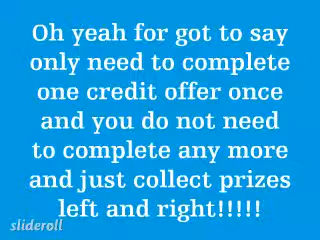 Oh yeah for got to say
only need to complete
one credit offer once
and you do not need
to complete any more
and just collect prizes
left and right!!!!!
slideroll